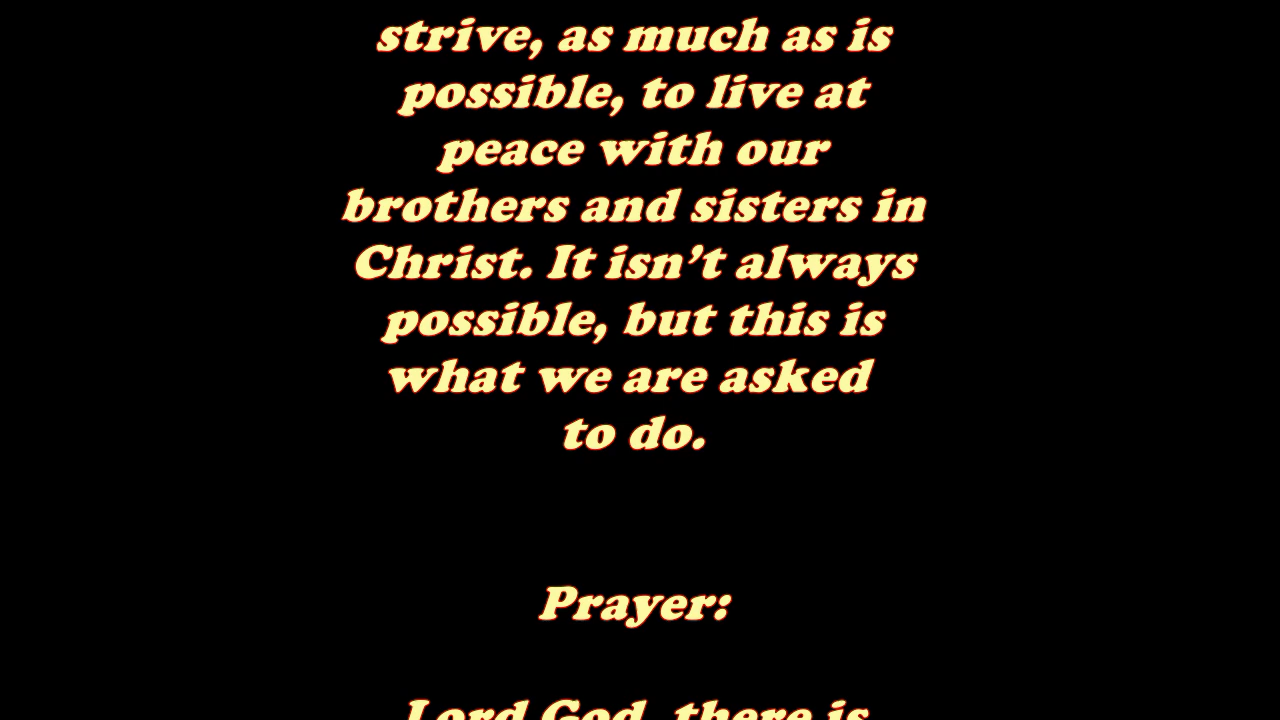 strive, as much as is
possible, to live at
peace with our
brothers and sisters in
Christ. It isn’t always
possible, but this is
what we are asked
to do.
Prayer:
Lord God, there is